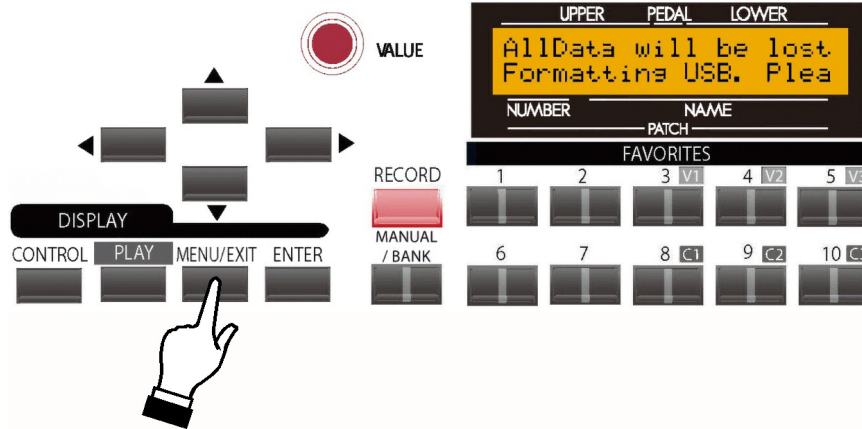 UPPER PEDAL LOWER
VALUE
AllData will be lost
Formatting USB. Plea
NUMBER NAME
PATCH
FAVORITES
RECORD
1 2 3 V1 4 V2 5 V3
DISPLAY
MANUAL
/ BANK
CONTROL PLAY MENU/EXIT ENTER
6 7 8 C1 9 C2 10 C3